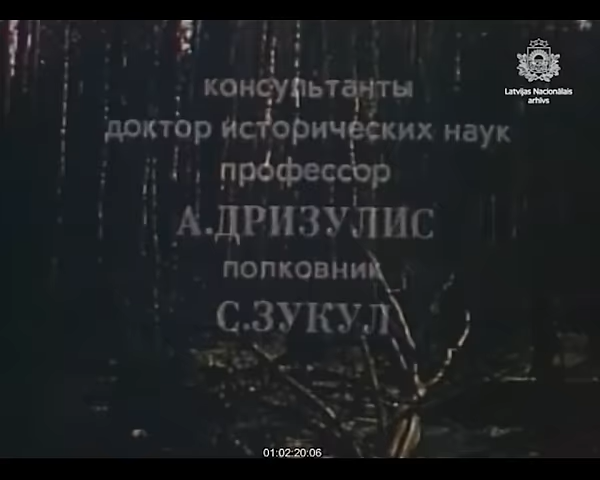 Latvijas Nacionālais
arhīvs
консультанты
доктор исторических наук
профессор
А.ДРИЗУЛИС
полковник
С.ЗУКУЛ
01:02:20:06